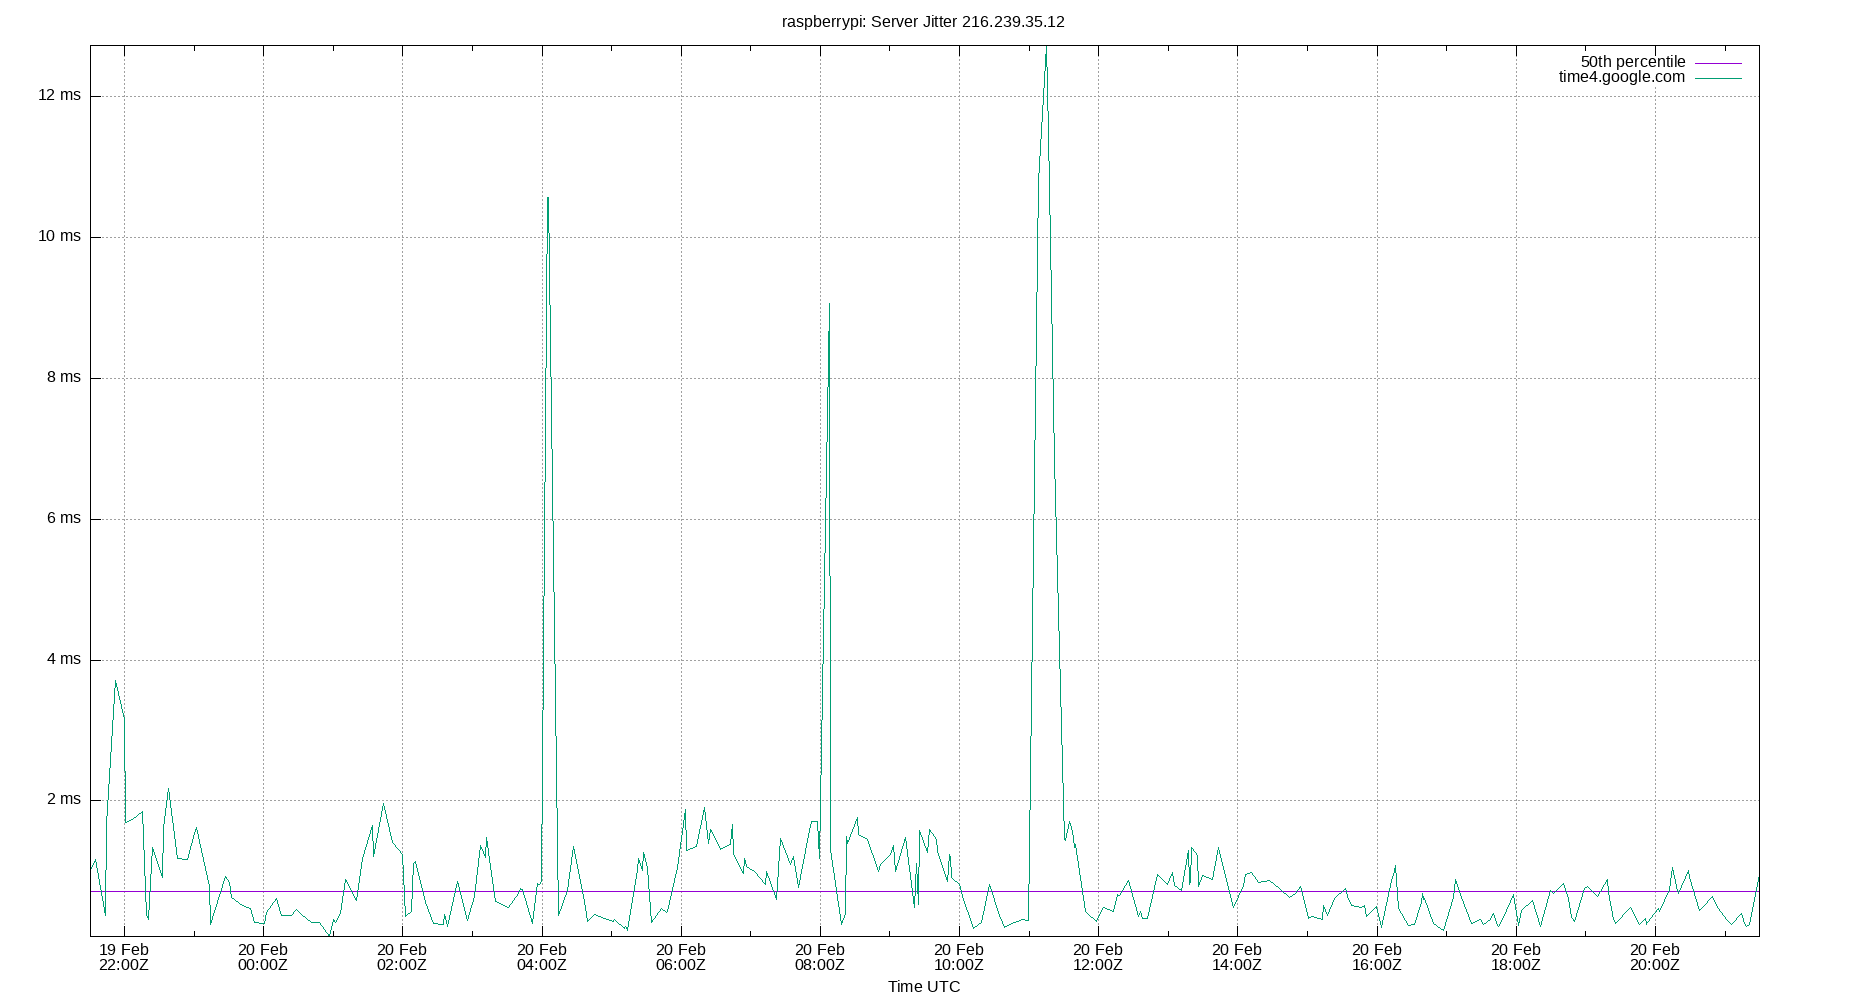 raspberrypi: Server Jitter 216.239.35.12
50th percentile
time4.google.com
12 ms
10 ms
8 ms
6 ms
4 ms
2 ms
19 Feb 20 Feb 20 Feb 20 Feb 20 Feb 20 Feb 20 Feb 20 Feb 20 Feb 20 Feb 20 Feb 20 Feb
22:00Z 00:00Z 02:00Z 04:00Z 06:00Z 08:00Z 10:00Z 12:00Z 14:00Z 16:00Z 18:00Z 20:00Z
Time UTC